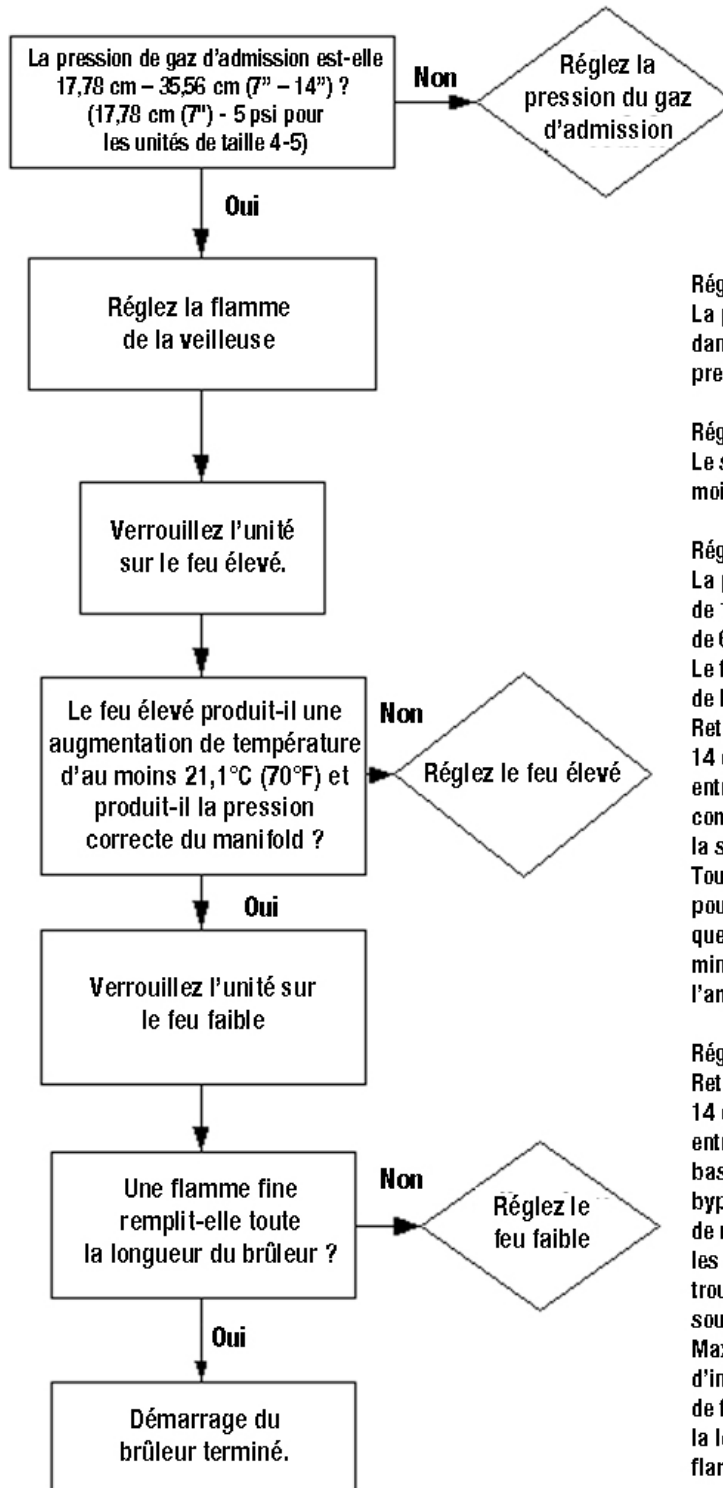 La pression de gaz d'admission est-elle
17,78 cm – 35,56 cm (7” – 14”) ?
(17,78 cm (7") - 5 psi pour
les unités de taille 4-5)
Non
Réglez la
pression du gaz
d'admission
Oui
Réglez la flamme
de la veilleuse
Verrouillez l'unité
sur le feu élevé.
Le feu élevé produit-il une
augmentation de température
d'au moins 21,1°C (70°F) et
produit-il la pression
correcte du manifold ?
Non
Réglez le feu élevé
Oui
Verrouillez l'unité sur
le feu faible
Une flamme fine
remplit-elle toute
la longueur du brûleur ?
Non
Réglez le
feu faible
Oui
Démarrage du
brûleur terminé.
Rég
La p
dan
pre
Rég
Le s
moi
Rég
La p
de 1
de 6
Le f
de l
Ret
14 c
entr
con
la s
Tou
pou
que
min
l'an
Rég
Ret
14 c
entr
bas
byp
de r
les
trou
sou
Max
d'in
de f
la lo
flan